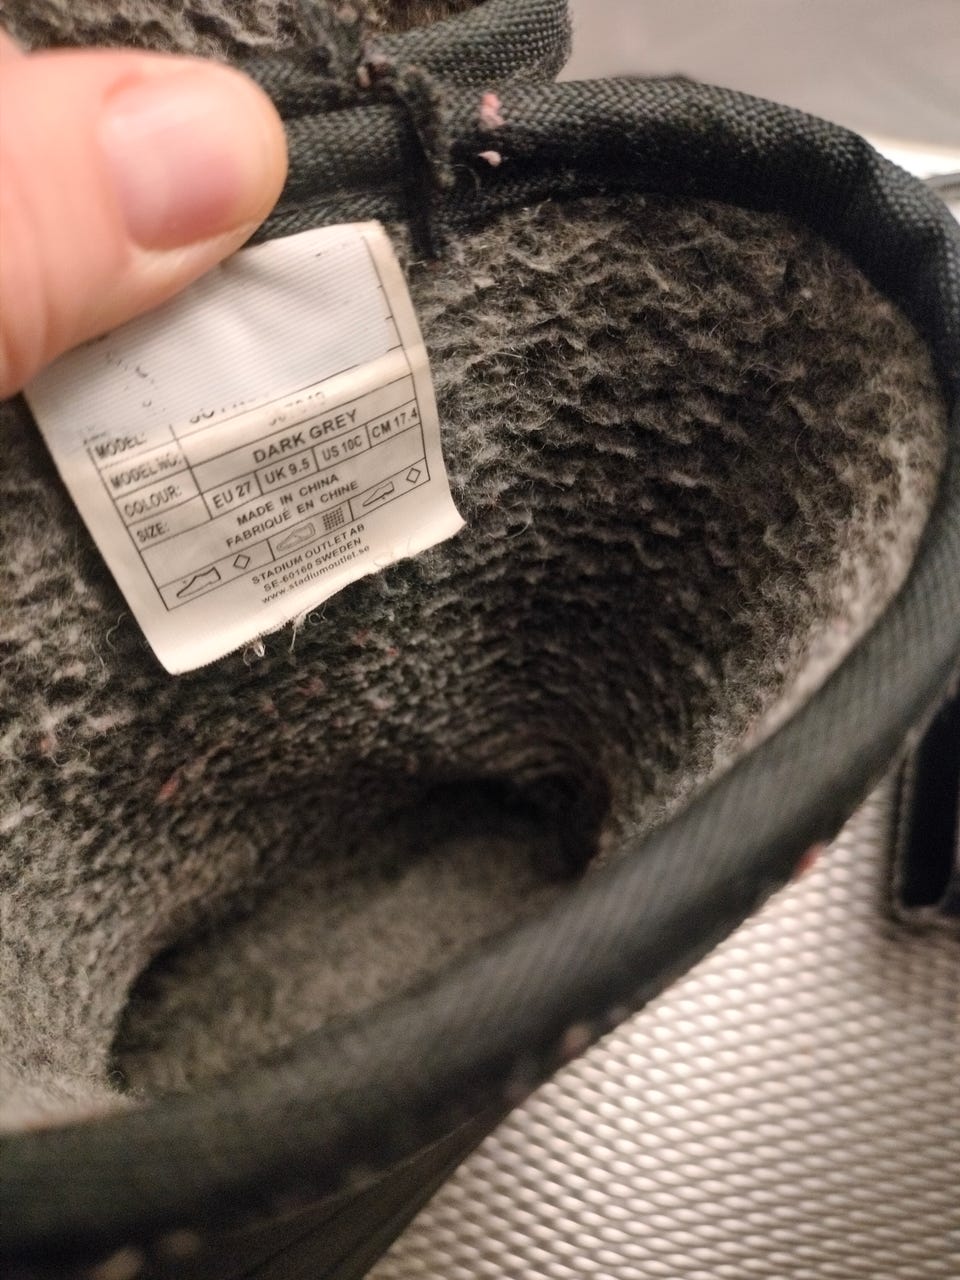 MODEL:
MODEL NO:
COLOUR: DARK GREY
SIZE: EU 27 UK 9.5 US 10C CM 17.4
MADE IN CHINA
FABRIQUÉ EN CHINE
STADIUM OUTLET AB
SE-60160 SWEDEN
www.stadiumoutlet.se